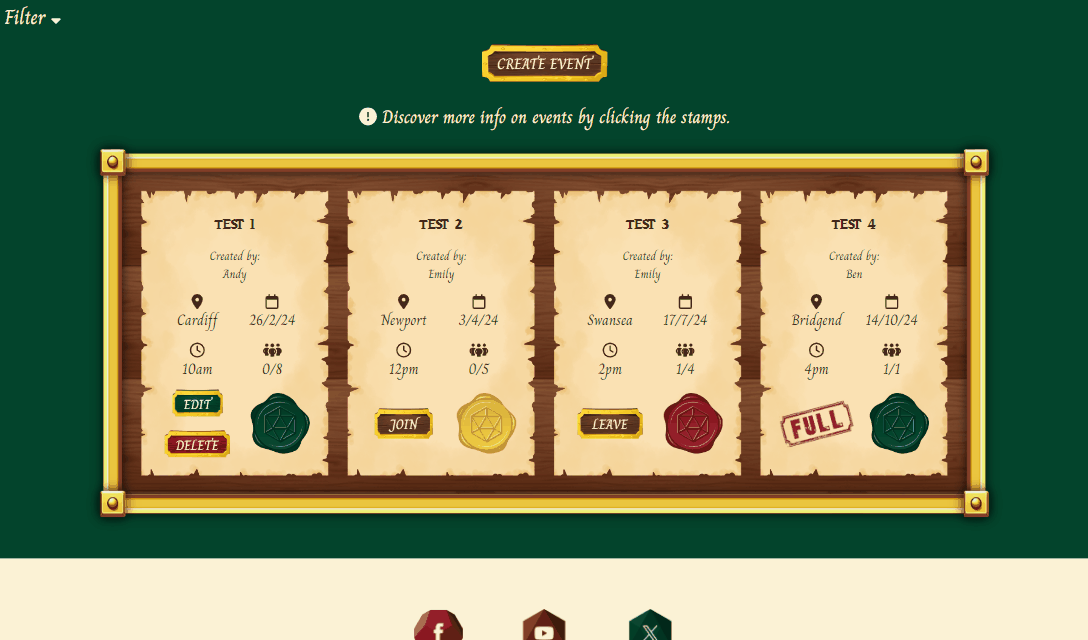 Filter
CREATE EVENT
Discover more info on events by clicking the stamps.
TEST 1
Created by:
Andy
Cardiff 26/2/24
10am 0/8
EDIT
DELETE
TEST 2
Created by:
Emily
Newport 3/4/24
12pm 0/5
JOIN
TEST 3
Created by:
Emily
Swansea 17/7/24
2pm 1/4
LEAVE
TEST 4
Created by:
Ben
Bridgend 14/10/24
4pm 1/1
FULL